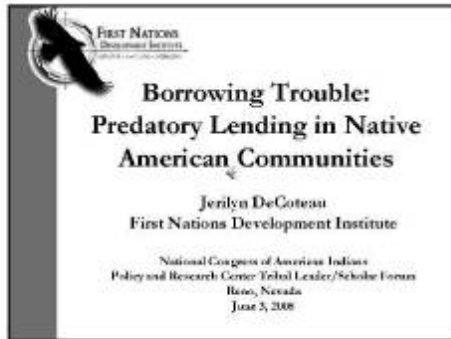 FIRST NATIONS
DEVELOPMENT INSTITUTE
Borrowing Trouble:
Predatory Lending in Native
American Communities
Jerilyn DeCoteau
First Nations Development Institute
National Congress of American Indians
Policy and Research Center Tribal Leader/Scholar Forum
Reno, Nevada
June 3, 2008